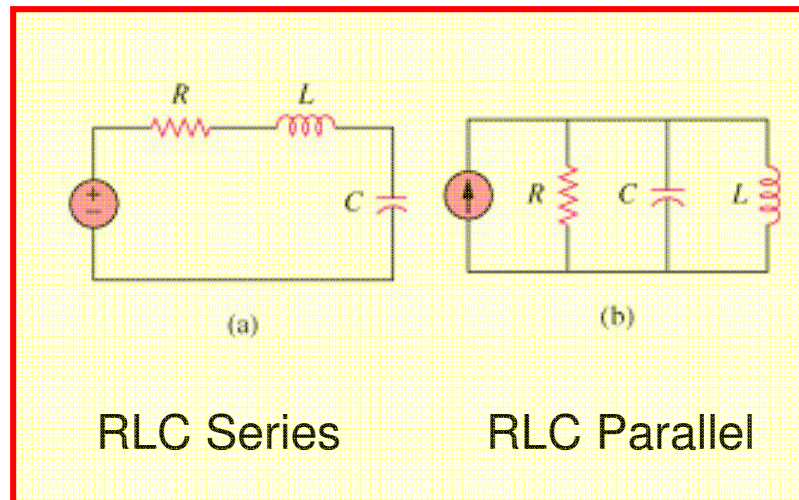 R L
C
+
−
R C L
(a)
(b)
RLC Series
RLC Parallel